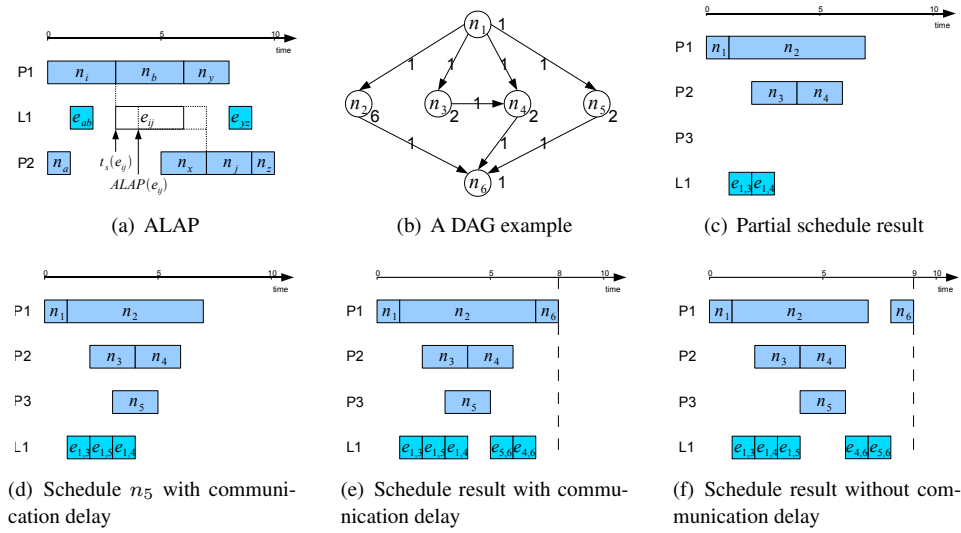 0 5 10
time
P1 n_i n_b n_y
L1 e_ab e_ij e_yz
P2 n_a n_x n_j n_z
t_s(e_ij)
ALAP(e_ij)
(a) ALAP
n_1 1
1 1 1 1
n_2 6 n_3 2 1 n_4 2 n_5 2
1 1 1
n_6 1
(b) A DAG example
0 5 10
time
P1 n_1 n_2
P2 n_3 n_4
P3
L1 e_1,3 e_1,4
(c) Partial schedule result
0 5 10
time
P1 n_1 n_2
P2 n_3 n_4
P3 n_5
L1 e_1,3 e_1,5 e_1,4
(d) Schedule n_5 with communi-
cation delay
0 5 8 10
time
P1 n_1 n_2 n_6
P2 n_3 n_4
P3 n_5
L1 e_1,3 e_1,5 e_1,4 e_5,6 e_4,6
(e) Schedule result with commu-
nication delay
0 5 9 10
time
P1 n_1 n_2 n_6
P2 n_3 n_4
P3 n_5
L1 e_1,3 e_1,4 e_1,5 e_4,6 e_5,6
(f) Schedule result without com-
munication delay